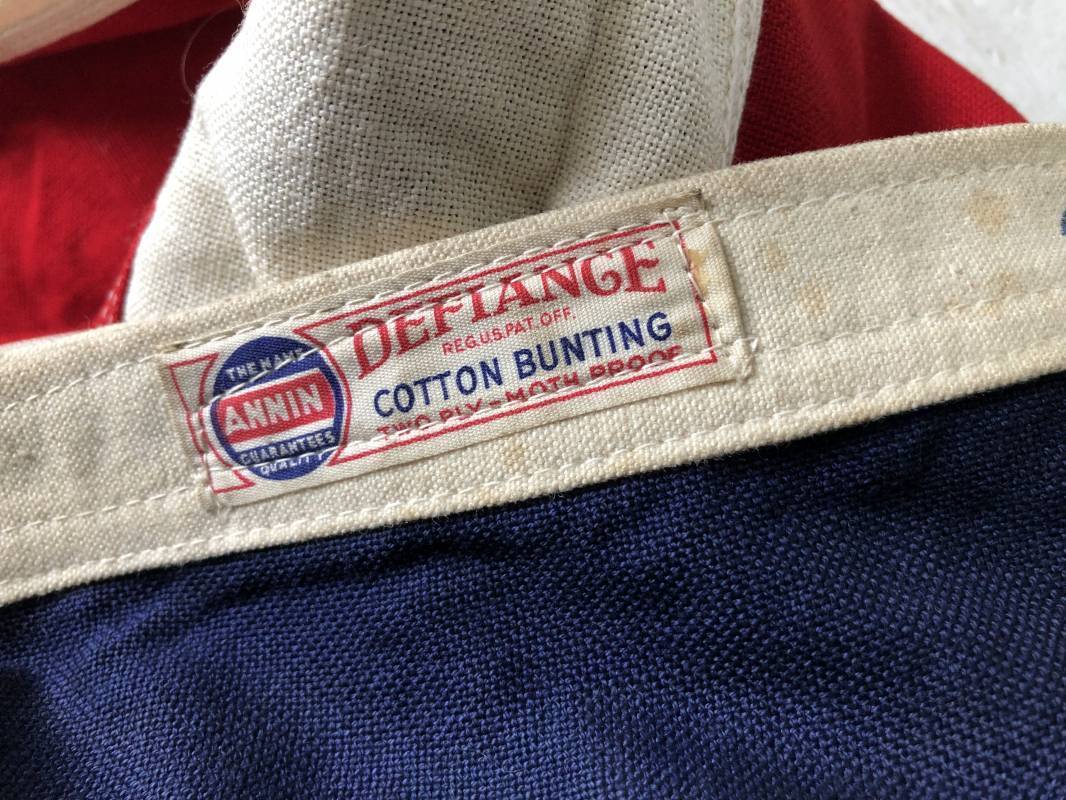 THE NAME
ANNIN
GUARANTEES
QUALITY
DEFIANCE
REG.U.S.PAT.OFF.
COTTON BUNTING
TWO PLY - MOTH PROOF